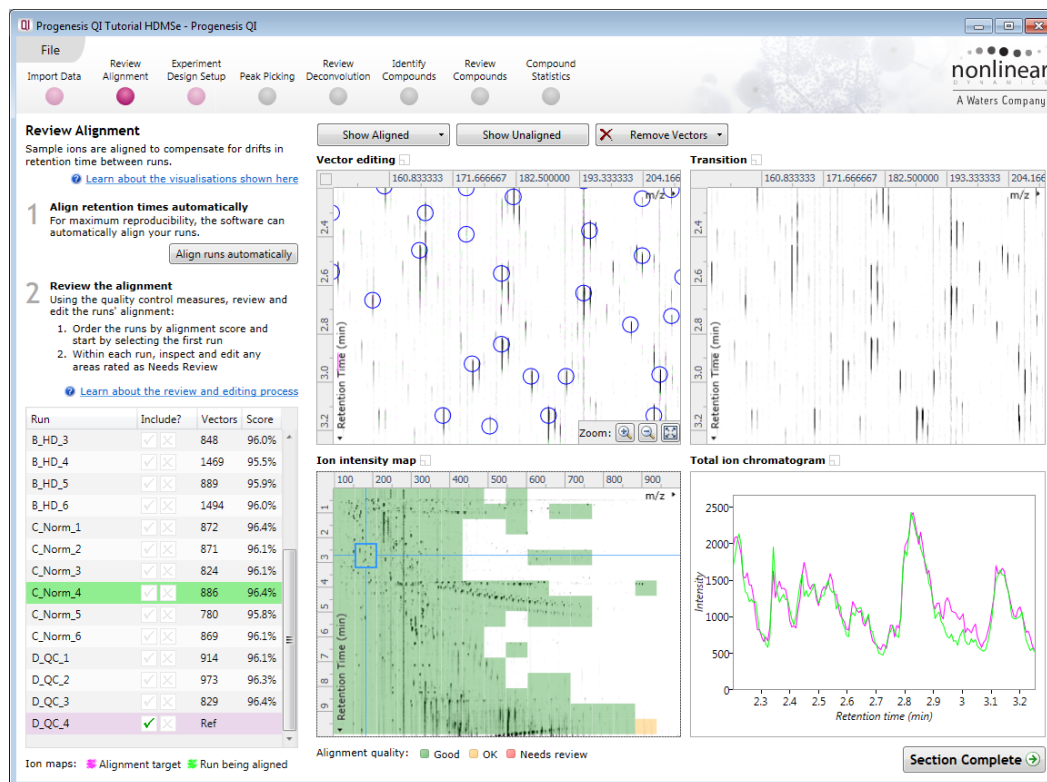 Progenesis QI Tutorial HDMSe - Progenesis QI
File
Import Data
Review Alignment
Experiment Design Setup
Peak Picking
Review Deconvolution
Identify Compounds
Review Compounds
Compound Statistics
nonlinear
DYNAMICS
A Waters Company
Review Alignment
Sample ions are aligned to compensate for drifts in
retention time between runs.
Learn about the visualisations shown here
1 Align retention times automatically
For maximum reproducibility, the software can
automatically align your runs.
Align runs automatically
2 Review the alignment
Using the quality control measures, review and
edit the runs' alignment:
1. Order the runs by alignment score and
start by selecting the first run
2. Within each run, inspect and edit any
areas rated as Needs Review
Learn about the review and editing process
Run Include? Vectors Score
B_HD_3 848 96.0%
B_HD_4 1469 95.5%
B_HD_5 889 95.9%
B_HD_6 1494 96.0%
C_Norm_1 872 96.4%
C_Norm_2 871 96.1%
C_Norm_3 824 96.1%
C_Norm_4 886 96.4%
C_Norm_5 780 95.8%
C_Norm_6 869 96.1%
D_QC_1 914 96.1%
D_QC_2 973 96.3%
D_QC_3 829 96.4%
D_QC_4 Ref
Ion maps: Alignment target Run being aligned
Show Aligned Show Unaligned Remove Vectors
Vector editing
160.833333 171.666667 182.500000 193.333333 204.166
m/z
2.4
2.6
2.8
3.0
3.2
Retention Time (min)
Zoom:
Transition
160.833333 171.666667 182.500000 193.333333 204.166
m/z
2.4
2.6
2.8
3.0
3.2
Retention Time (min)
Ion intensity map
100 200 300 400 500 600 700 800 900
m/z
1
2
3
4
5
6
7
8
9
Retention Time (min)
Alignment quality: Good OK Needs review
Total ion chromatogram
2500
2000
1500
1000
500
0
Intensity
2.3 2.4 2.5 2.6 2.7 2.8 2.9 3 3.1 3.2
Retention time (min)
Section Complete